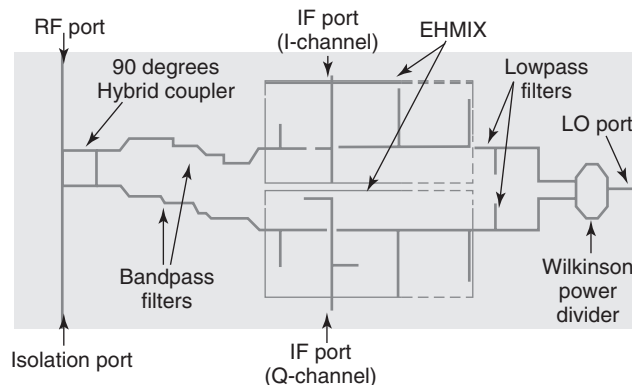 RF port
IF port
(I-channel)
EHMIX
90 degrees
Hybrid coupler
Lowpass
filters
LO port
Bandpass
filters
Wilkinson
power
divider
Isolation port
IF port
(Q-channel)